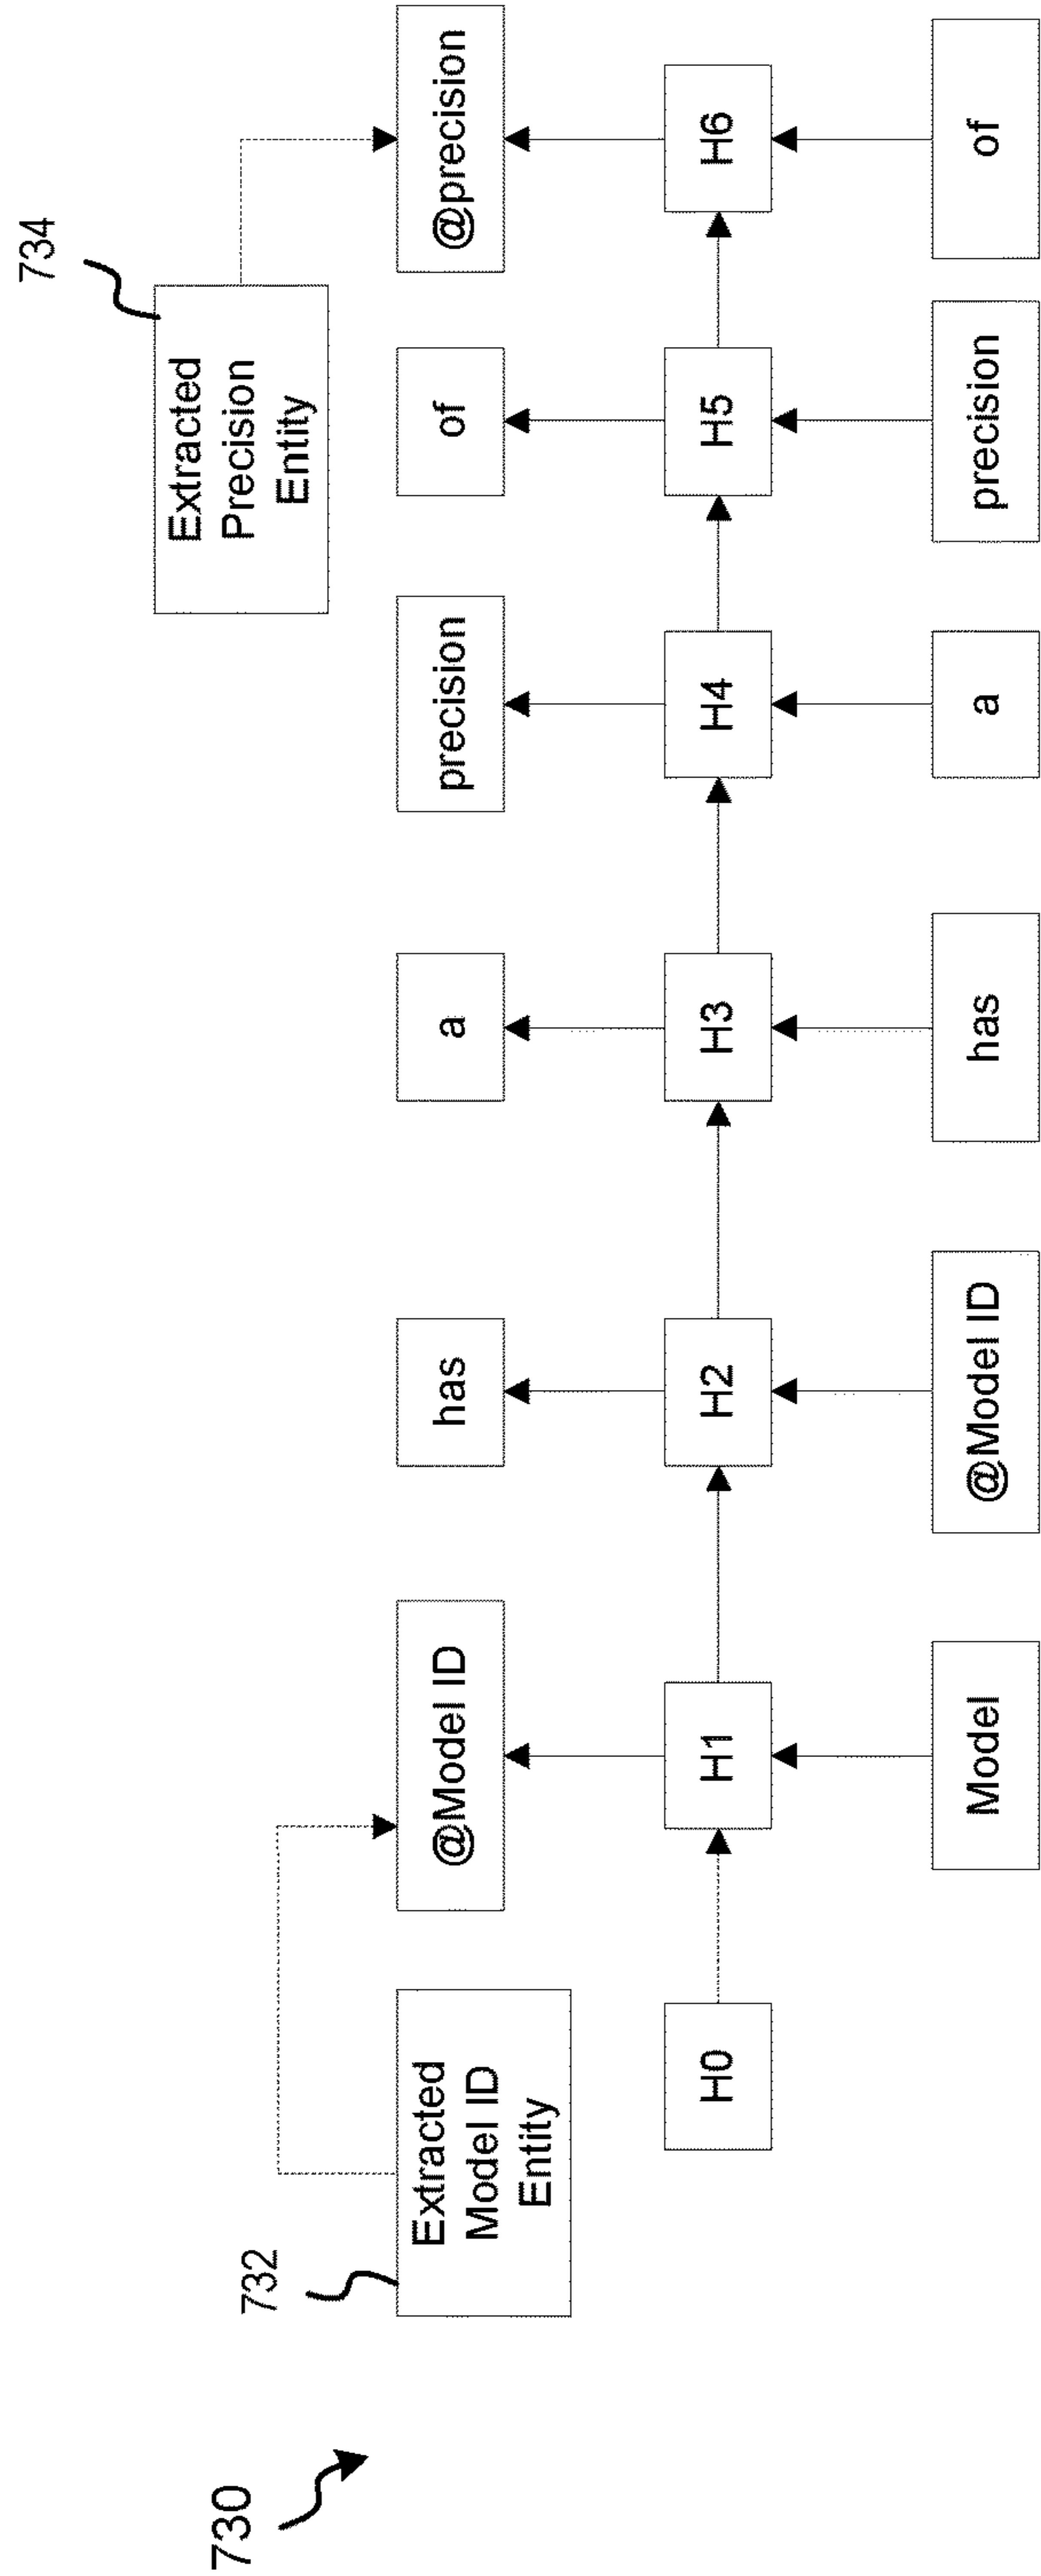 730
732
734
Extracted
Model ID
Entity
Extracted
Precision
Entity
@Model ID
has
a
precision
of
@precision
H0
H1
H2
H3
H4
H5
H6
Model
@Model ID
has
a
precision
of